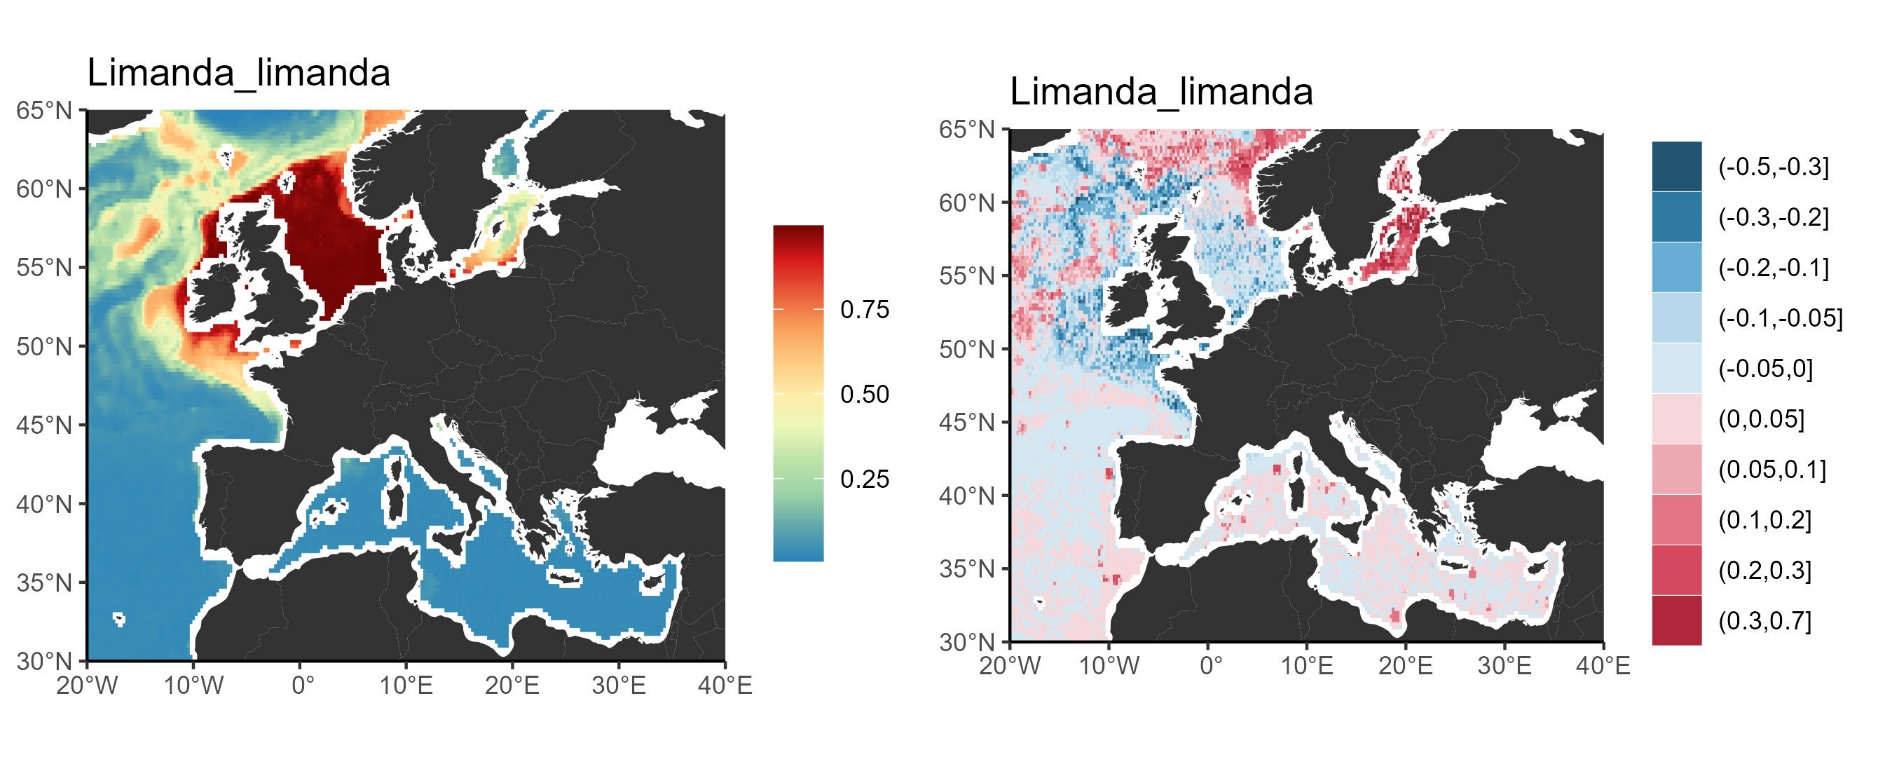 Limanda_limanda
65°N
60°N
55°N
50°N
45°N
40°N
35°N
30°N
20°W 10°W 0° 10°E 20°E 30°E 40°E
0.75
0.50
0.25
Limanda_limanda
65°N
60°N
55°N
50°N
45°N
40°N
35°N
30°N
20°W 10°W 0° 10°E 20°E 30°E 40°E
(-0.5,-0.3]
(-0.3,-0.2]
(-0.2,-0.1]
(-0.1,-0.05]
(-0.05,0]
(0,0.05]
(0.05,0.1]
(0.1,0.2]
(0.2,0.3]
(0.3,0.7]